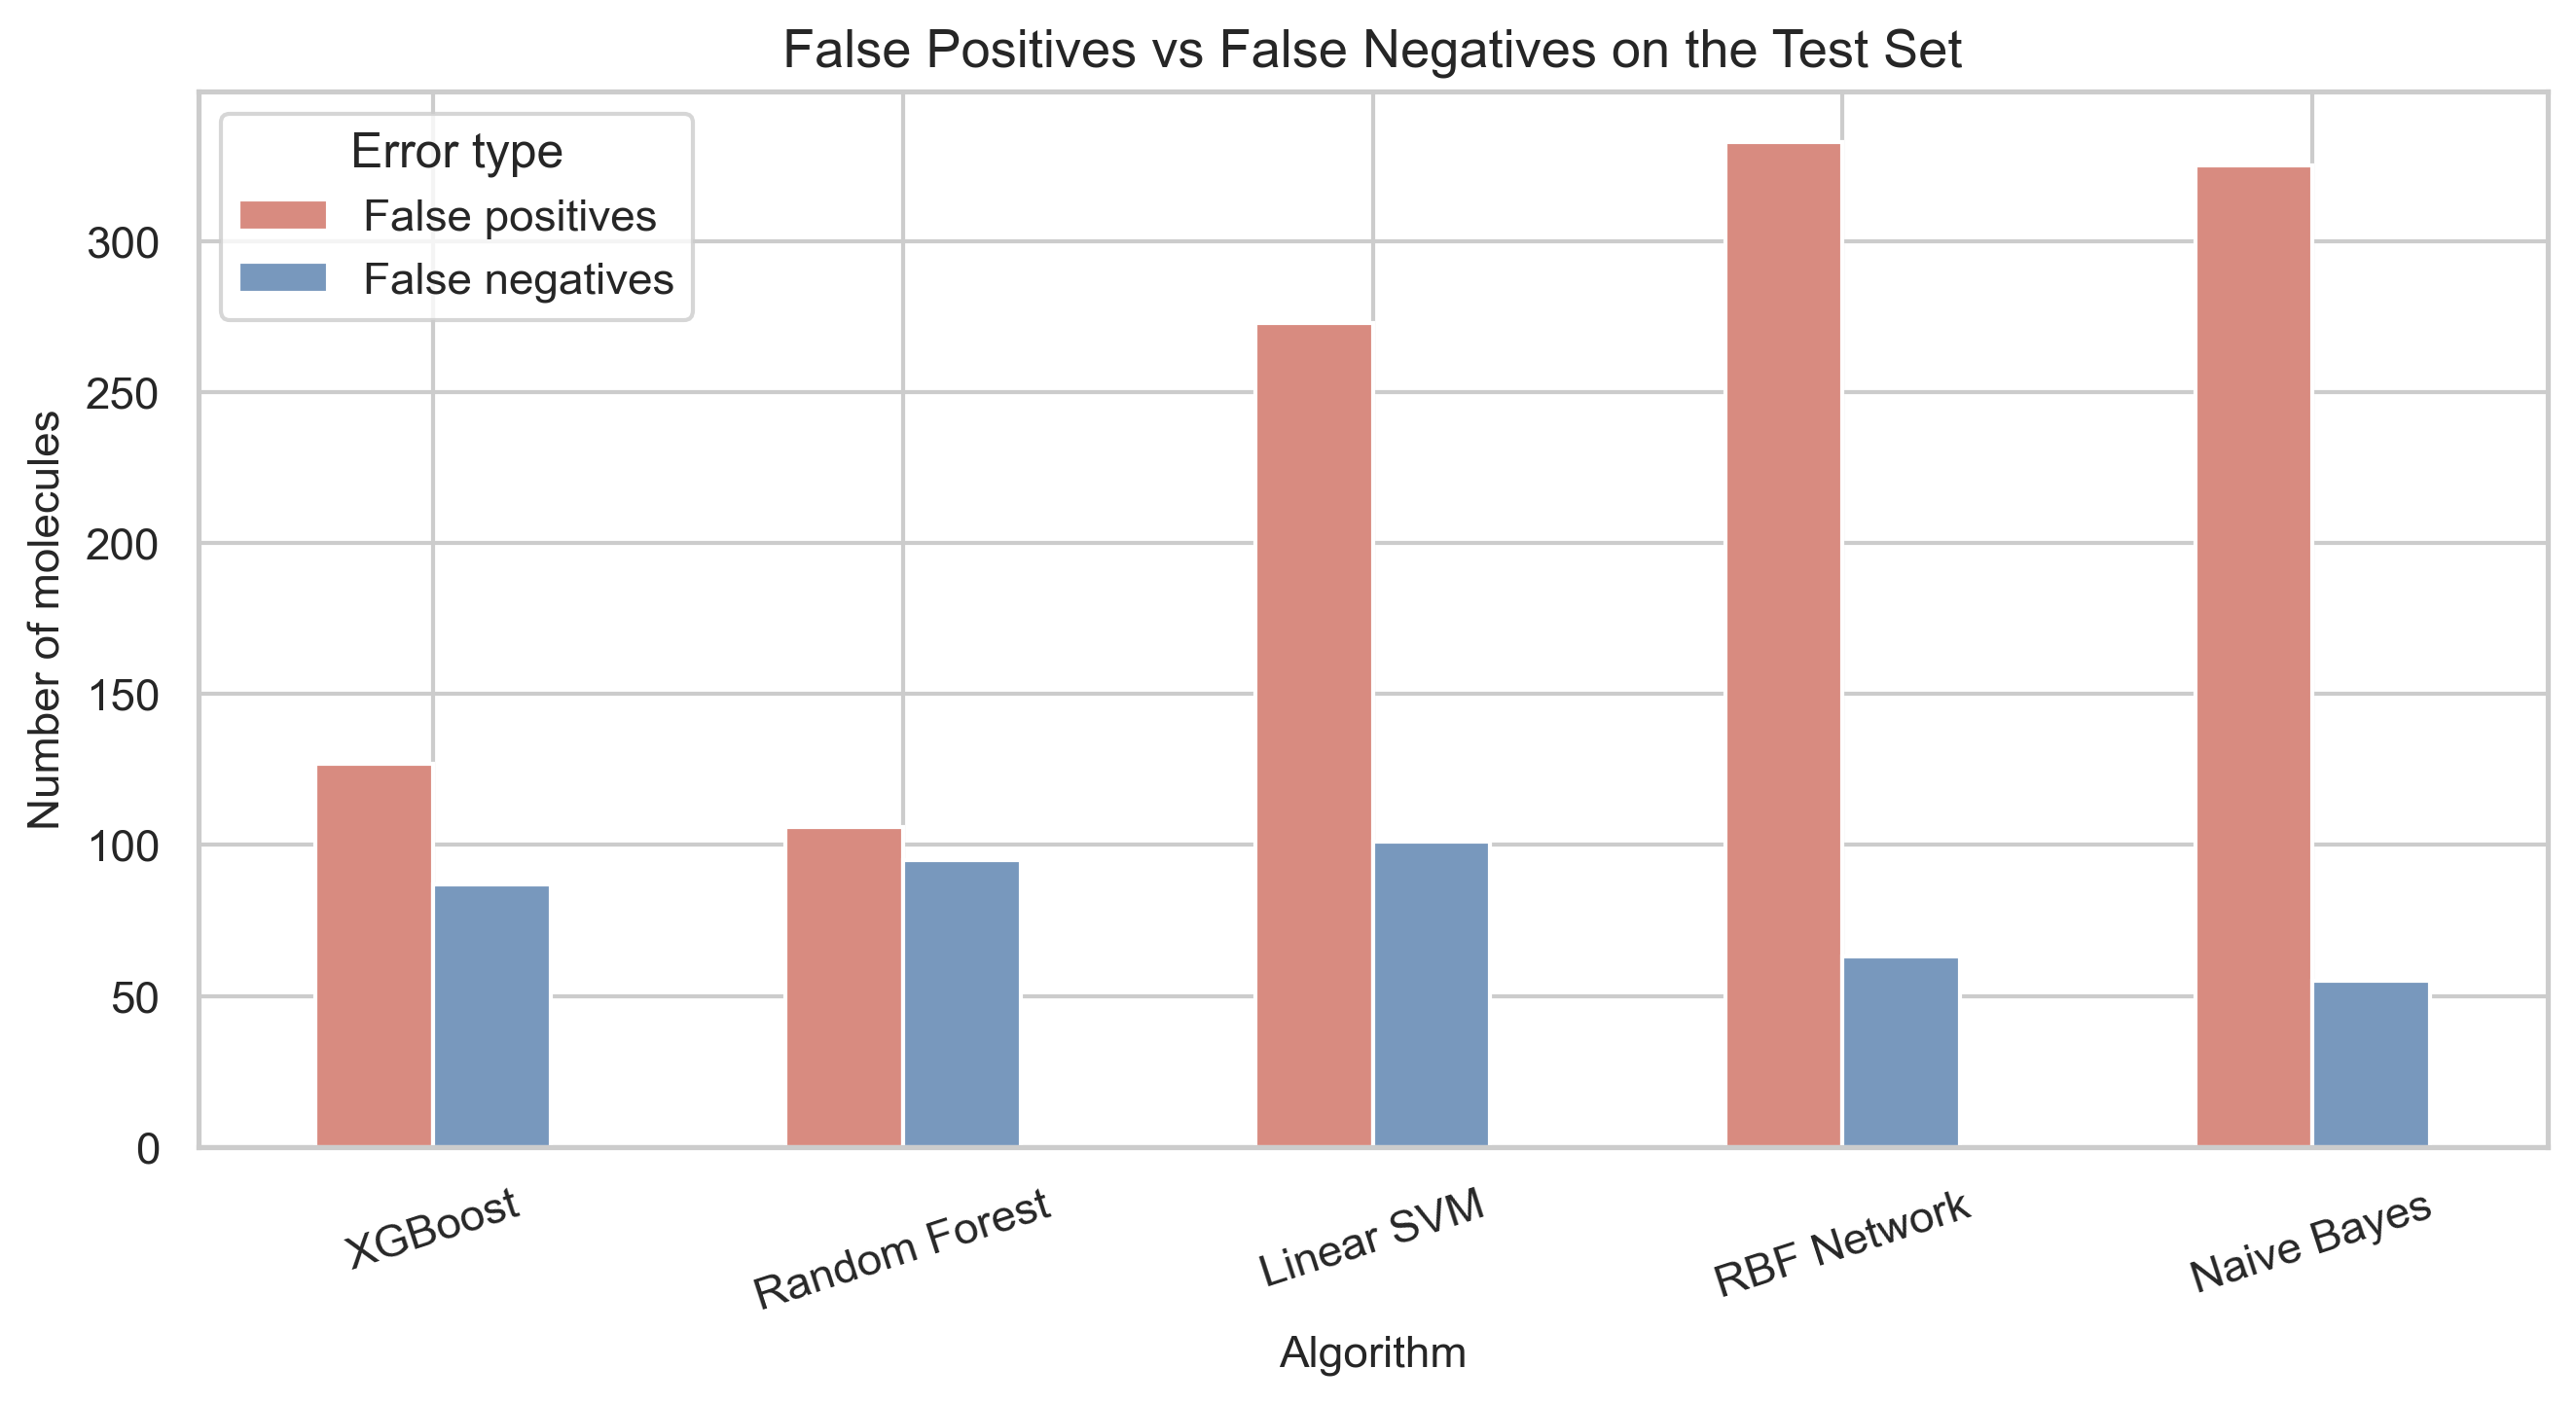 False Positives vs False Negatives on the Test Set
Error type
False positives
False negatives
Number of molecules
300
250
200
150
100
50
0
XGBoost
Random Forest
Linear SVM
RBF Network
Naive Bayes
Algorithm